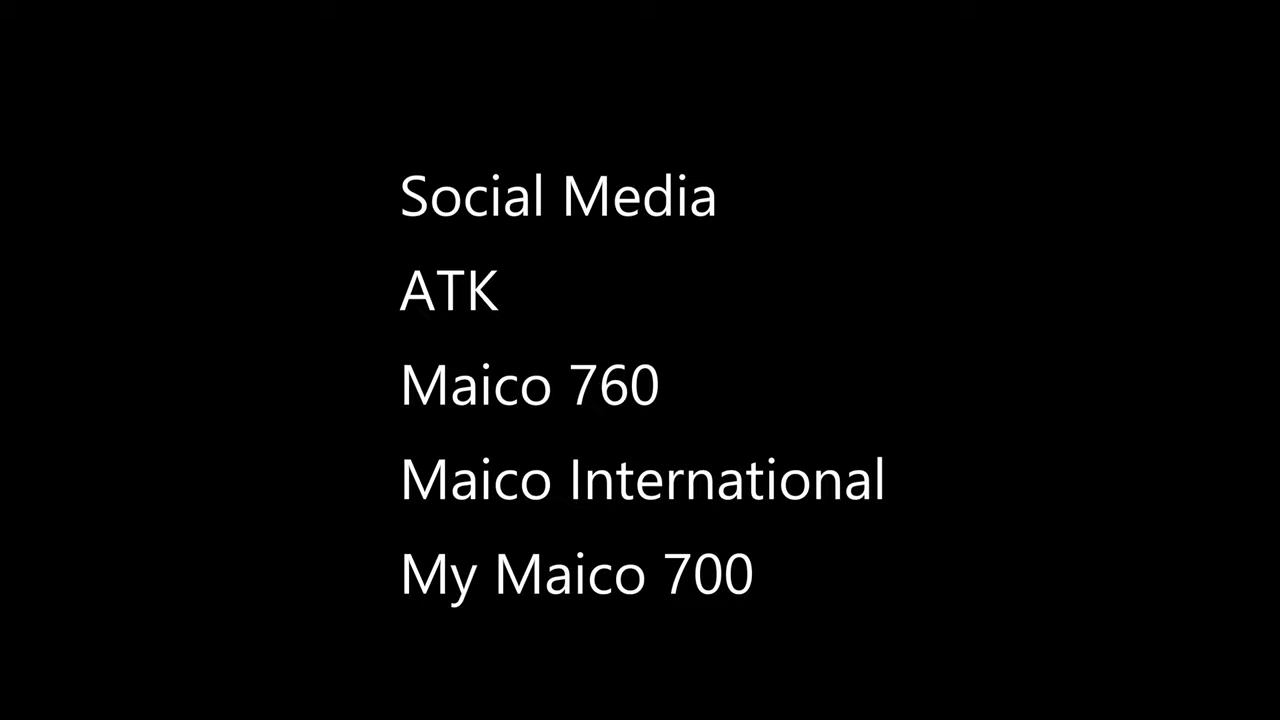 Social Media
ATK
Maico 760
Maico International
My Maico 700